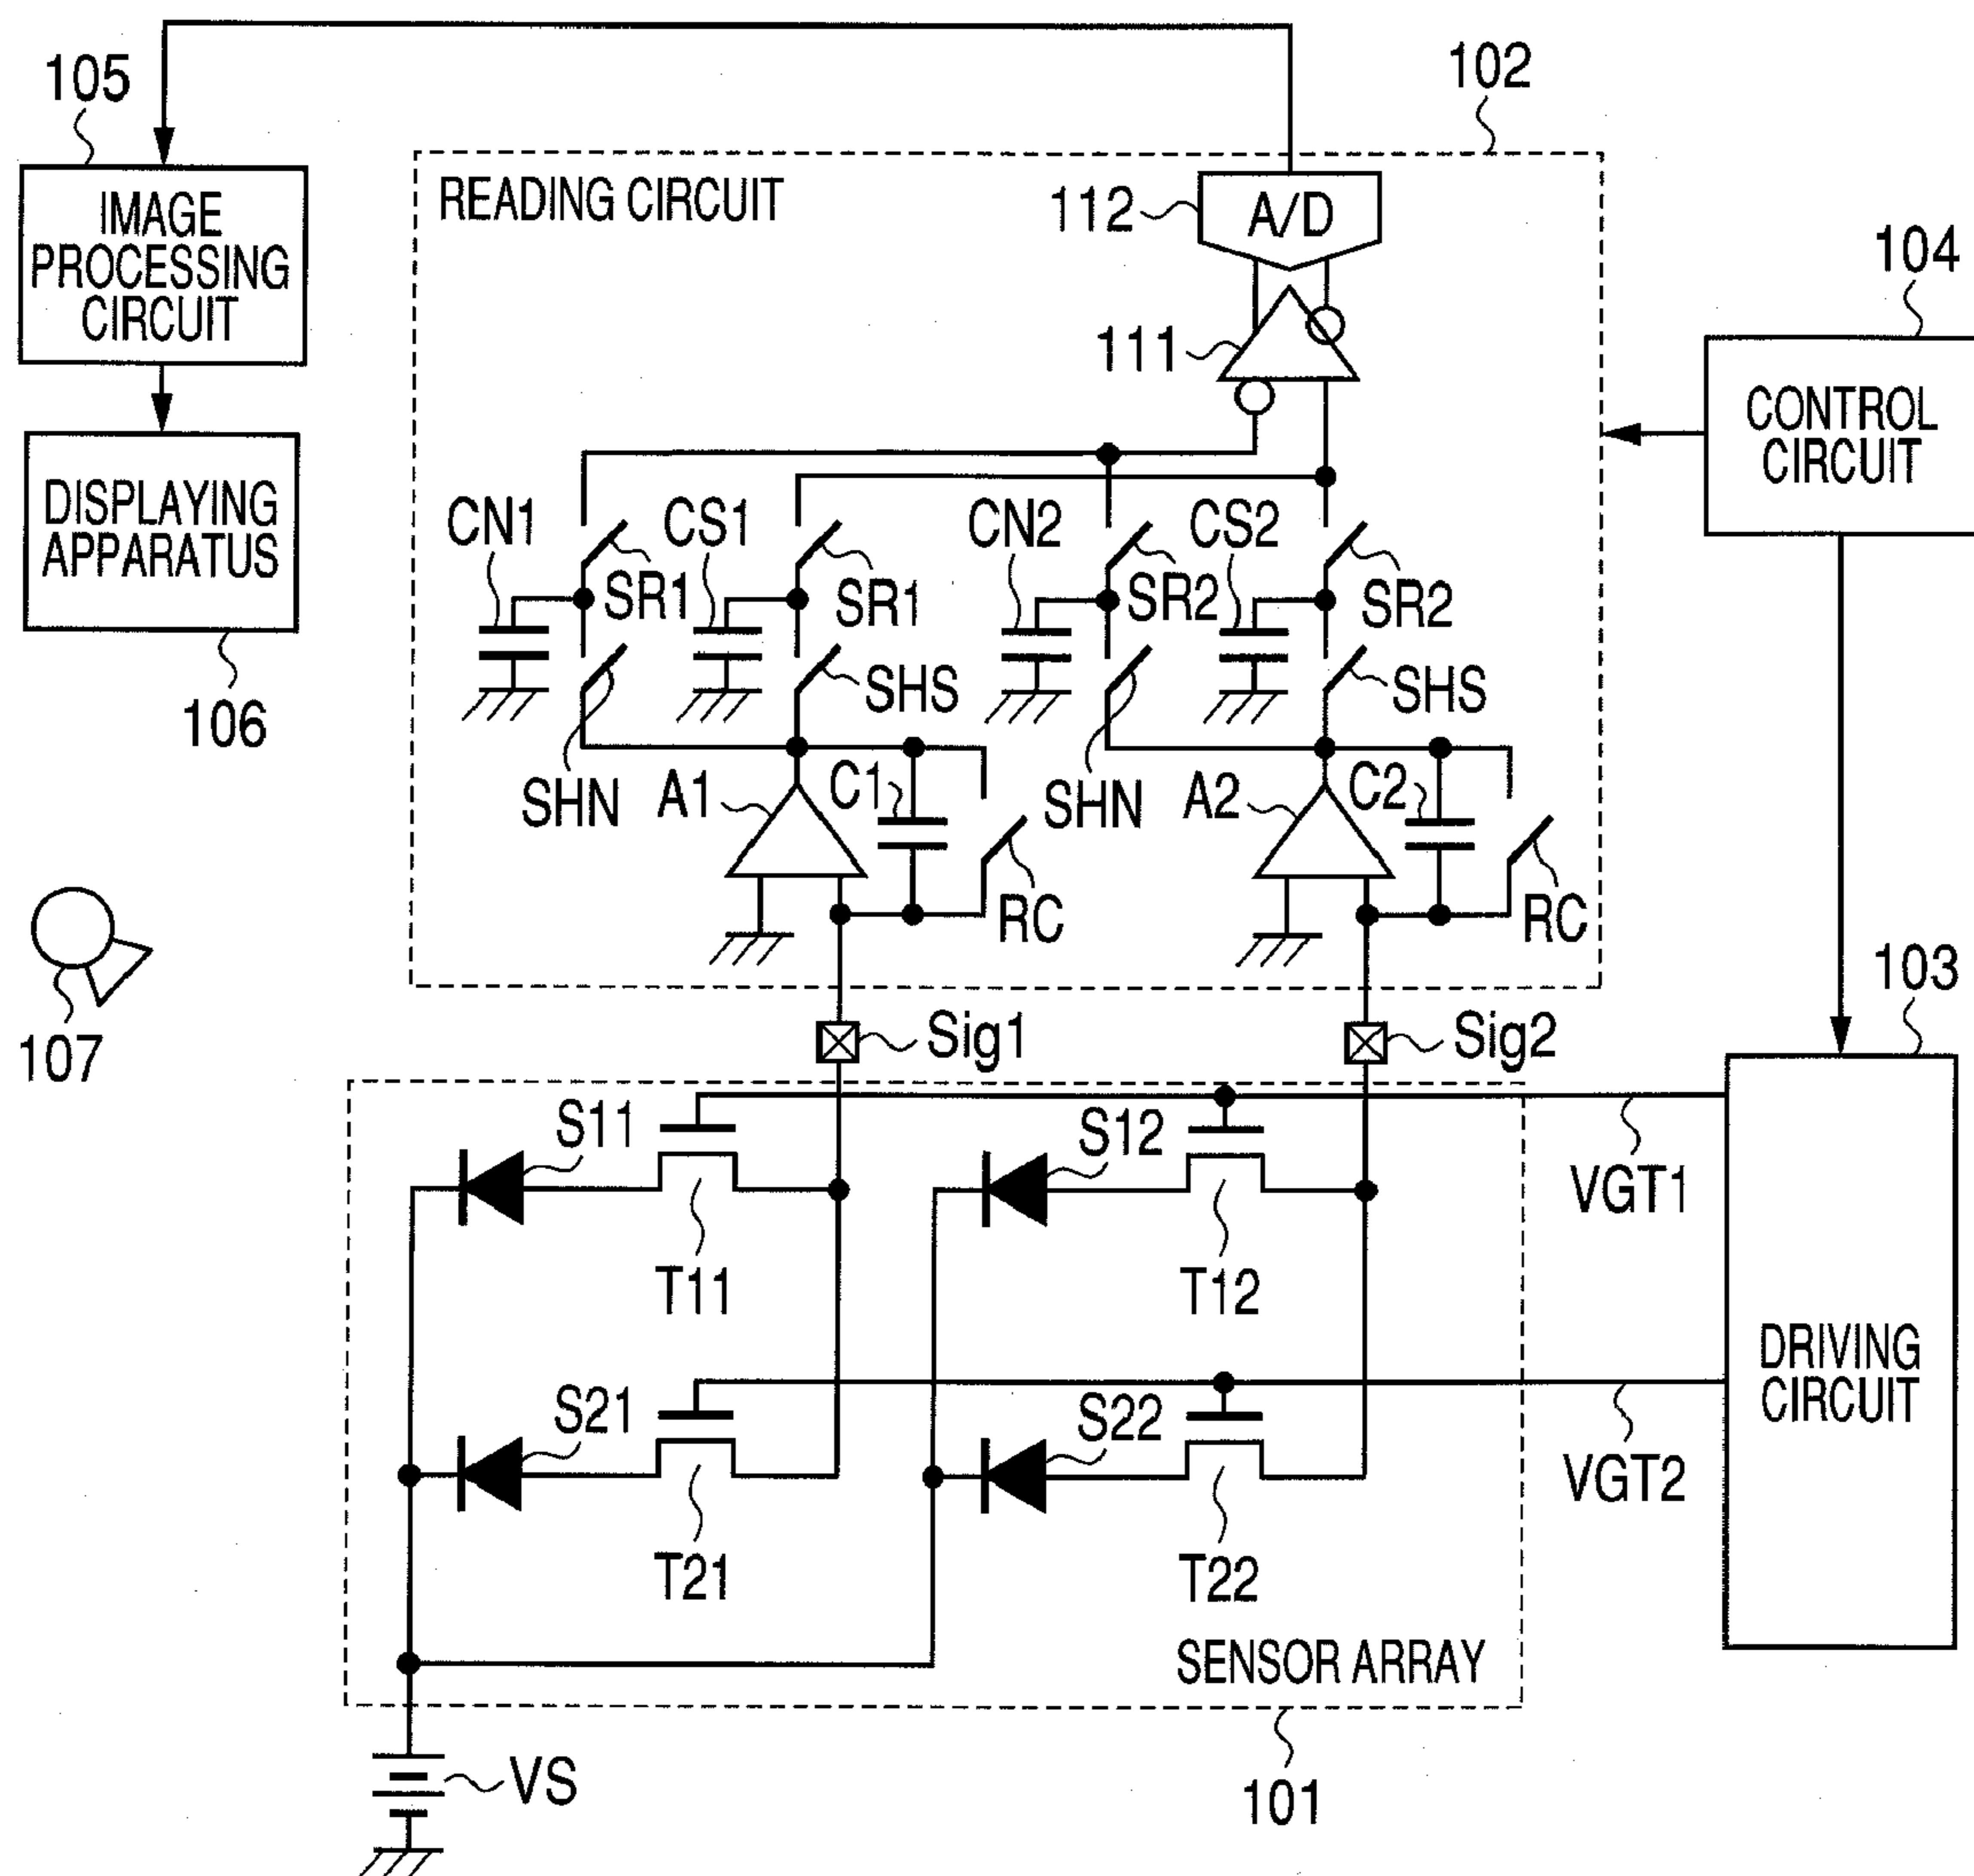 102
105
READING CIRCUIT
112
A/D
IMAGE
PROCESSING
CIRCUIT
104
111
CONTROL
CIRCUIT
DISPLAYING
APPARATUS
CN1
CS1
CN2
CS2
SR1
SR1
SR2
SR2
106
SHS
SHS
SHN
A1
C1
SHN
A2
C2
RC
RC
107
103
Sig1
Sig2
S11
S12
VGT1
T11
T12
DRIVING
CIRCUIT
S21
S22
VGT2
T21
T22
SENSOR ARRAY
VS
101